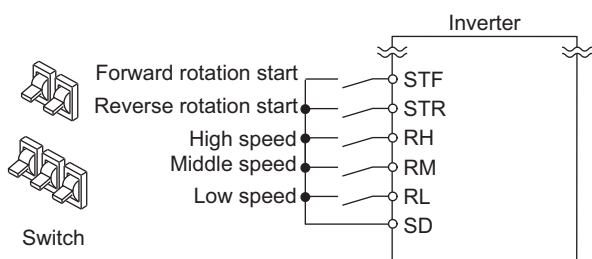 Inverter
Forward rotation start
STF
Reverse rotation start
STR
High speed
RH
Middle speed
RM
Low speed
RL
SD
Switch